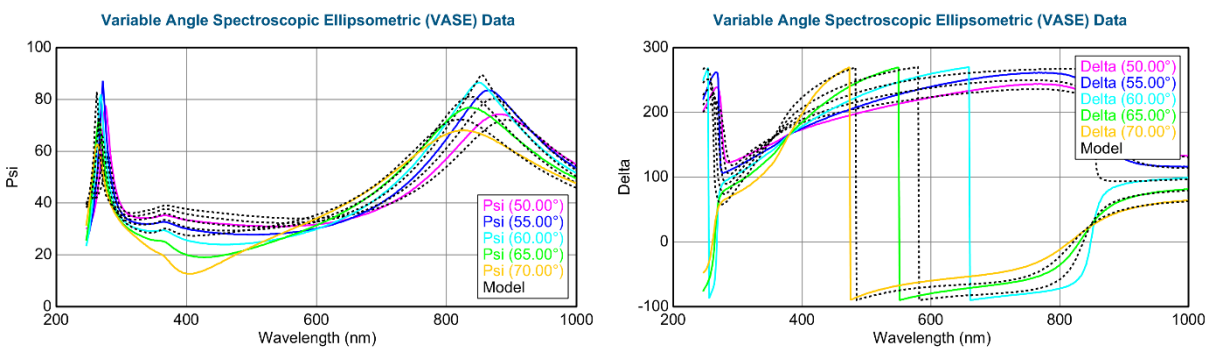 Variable Angle Spectroscopic Ellipsometric (VASE) Data
100
80
60
40
20
0
Psi
200
400
600
800
1000
Wavelength (nm)
Psi (50.00°)
Psi (55.00°)
Psi (60.00°)
Psi (65.00°)
Psi (70.00°)
Model
Variable Angle Spectroscopic Ellipsometric (VASE) Data
300
200
100
0
-100
Delta
200
400
600
800
1000
Wavelength (nm)
Delta (50.00°)
Delta (55.00°)
Delta (60.00°)
Delta (65.00°)
Delta (70.00°)
Model